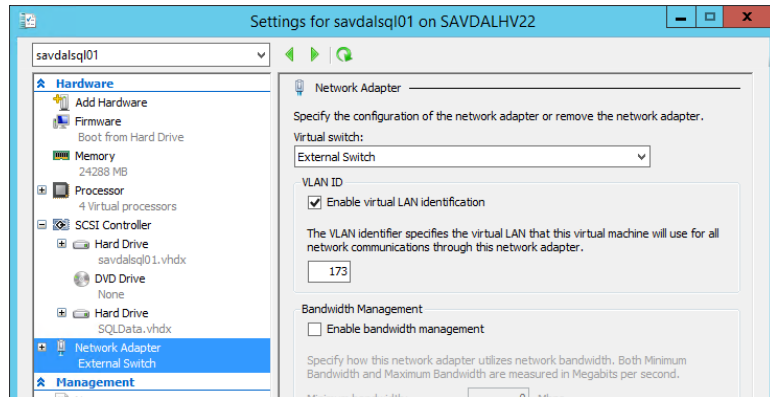 Settings for savdalsql01 on SAVDALHV22
savdalsql01
Hardware
Add Hardware
Firmware
Boot from Hard Drive
Memory
24288 MB
Processor
4 Virtual processors
SCSI Controller
Hard Drive
savdalsql01.vhdx
DVD Drive
None
Hard Drive
SQLData.vhdx
Network Adapter
External Switch
Management
Network Adapter
Specify the configuration of the network adapter or remove the network adapter.
Virtual switch:
External Switch
VLAN ID
Enable virtual LAN identification
The VLAN identifier specifies the virtual LAN that this virtual machine will use for all
network communications through this network adapter.
173
Bandwidth Management
Enable bandwidth management
Specify how this network adapter utilizes network bandwidth. Both Minimum
Bandwidth and Maximum Bandwidth are measured in Megabits per second.